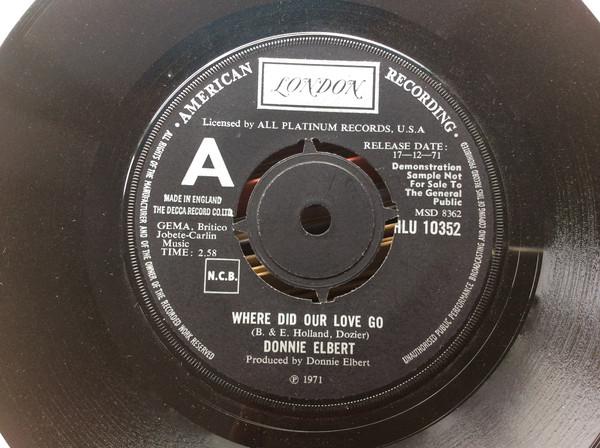 · AMERICAN RECORDING ·
LONDON
Licensed by ALL PLATINUM RECORDS, U.S.A
A
RELEASE DATE:
17-12-71
Demonstration
Sample Not
For Sale To
The General
Public
MSD 8362
HLU 10352
MADE IN ENGLAND
THE DECCA RECORD CO. LTD.
GEMA, Britico
Jobete-Carlin
Music
TIME: 2.58
N.C.B.
WHERE DID OUR LOVE GO
(B. & E. Holland, Dozier)
DONNIE ELBERT
Produced by Donnie Elbert
℗ 1971
ALL RIGHTS OF THE MANUFACTURER AND OF THE OWNER OF THE RECORDED WORK RESERVED
UNAUTHORISED PUBLIC PERFORMANCE BROADCASTING AND COPYING OF THIS RECORD PROHIBITED